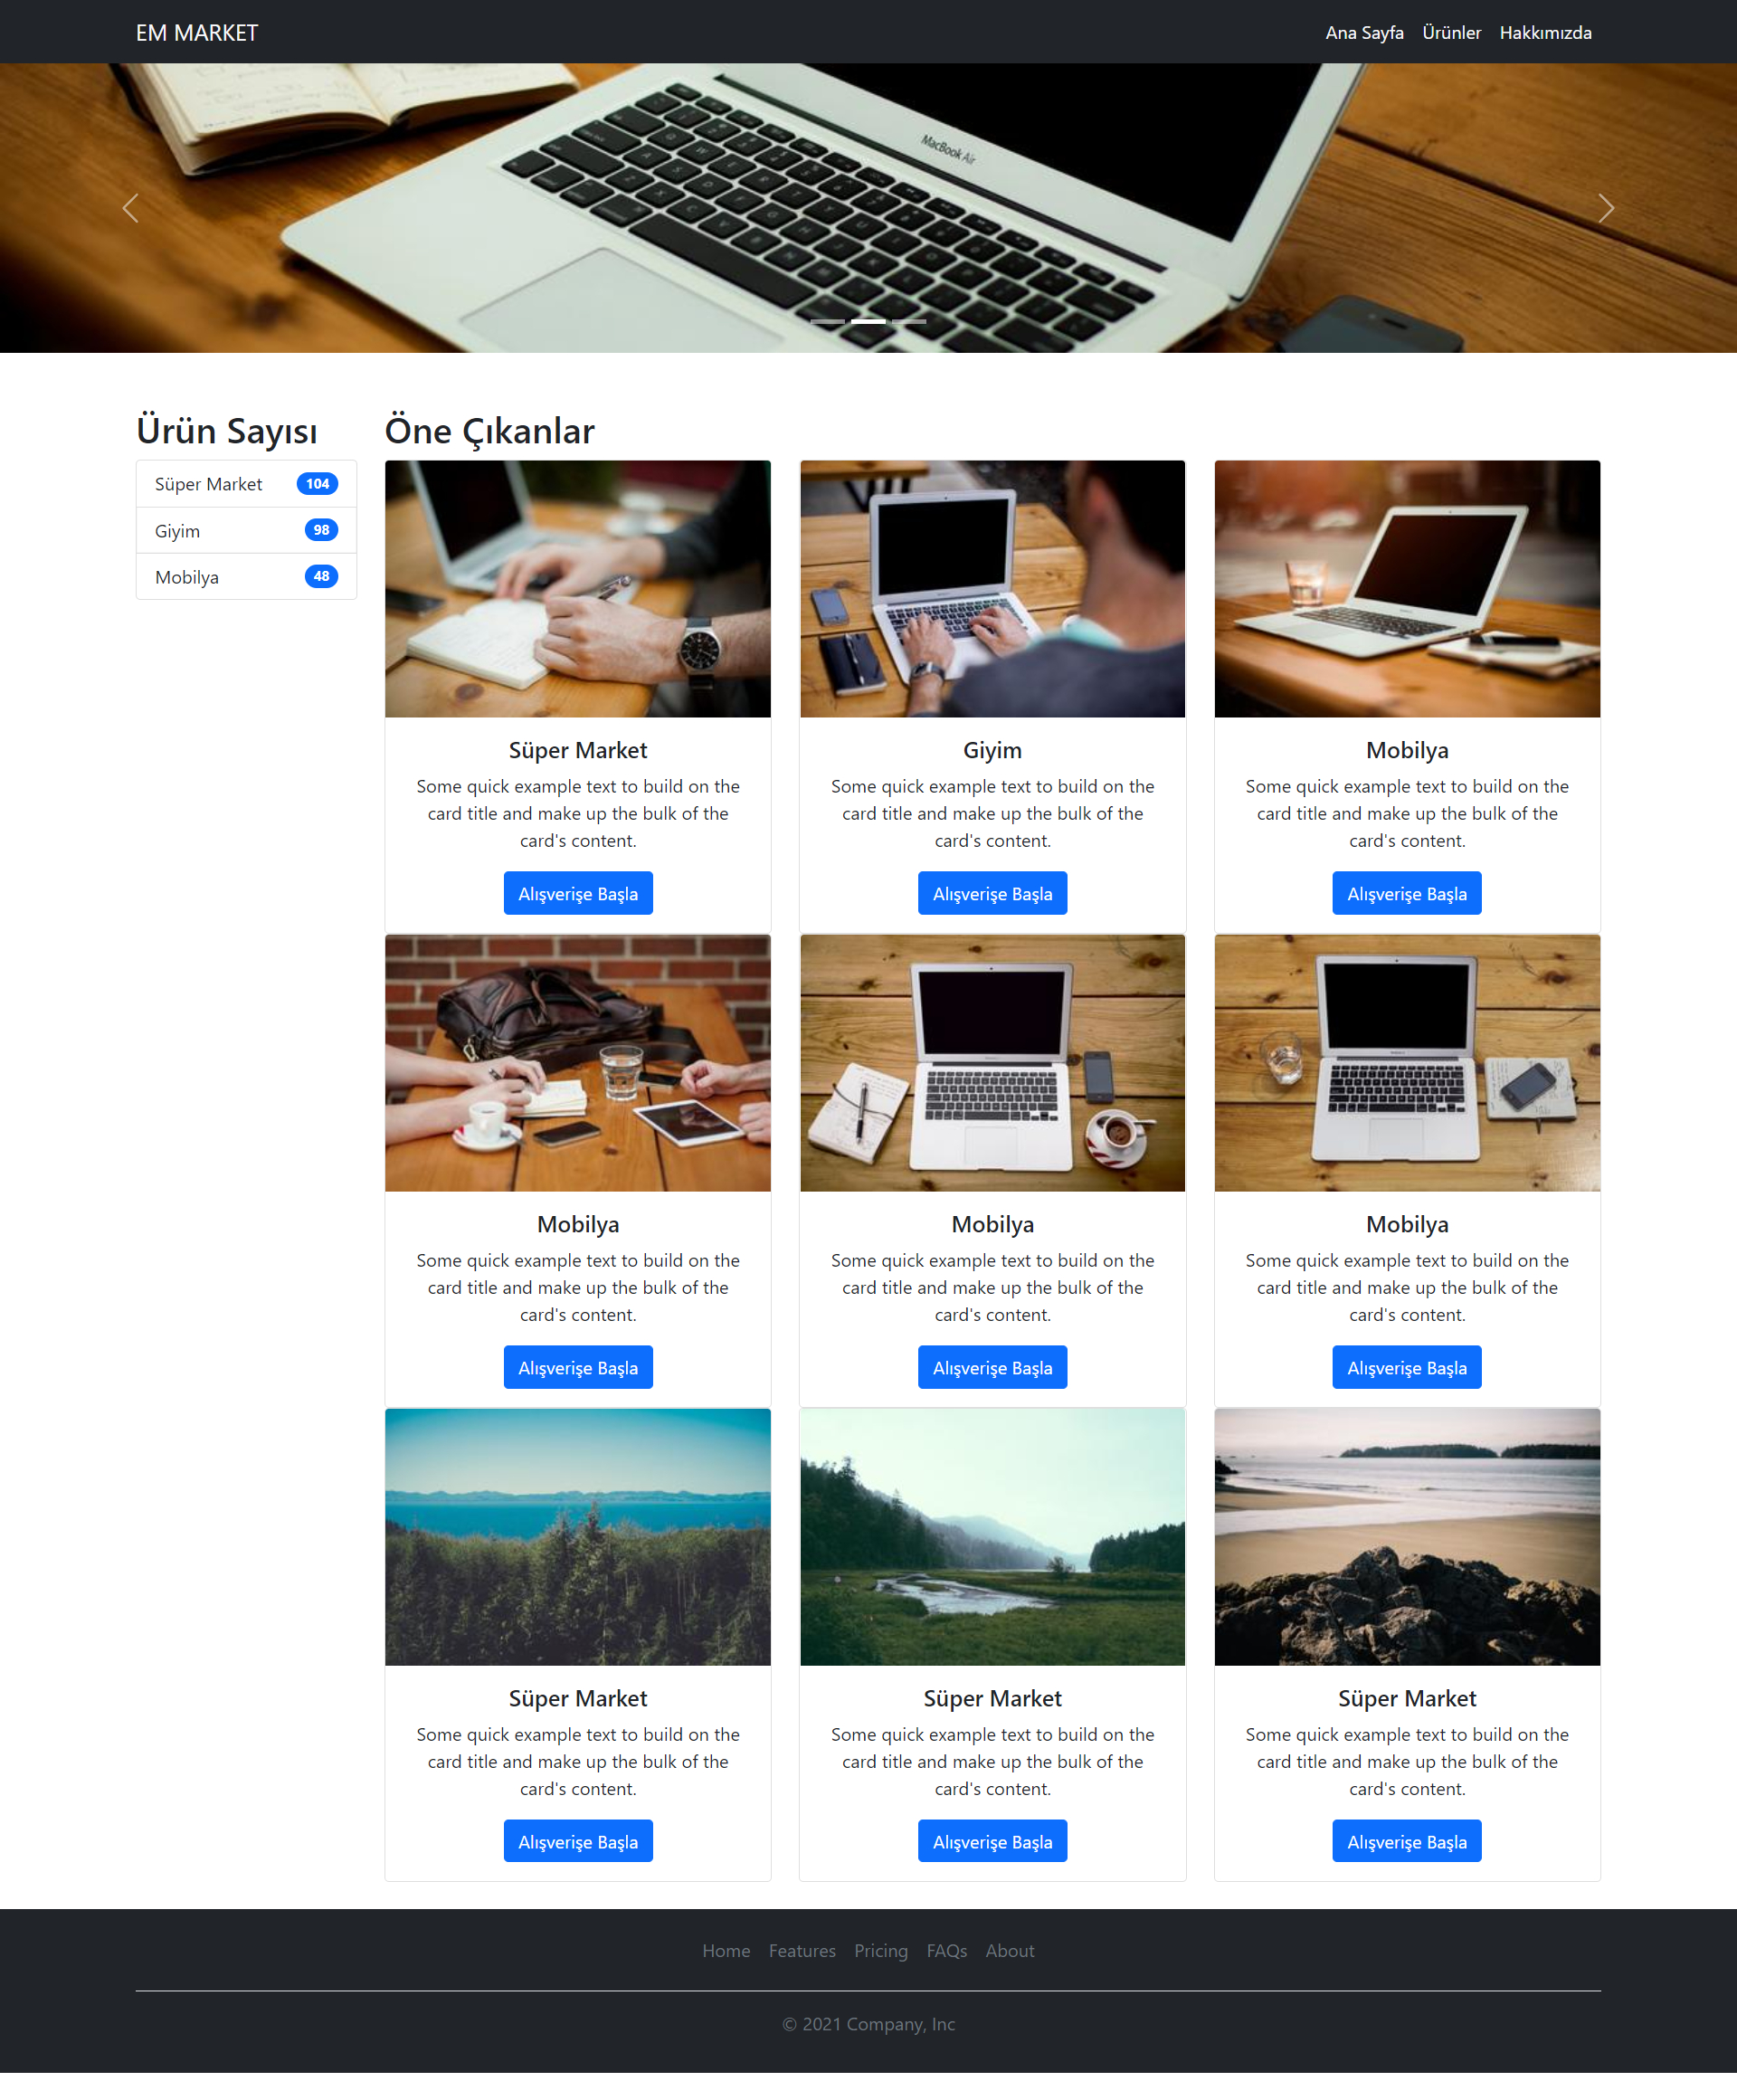 EM MARKET
Ana Sayfa Ürünler Hakkımızda
MacBook Air
Ürün Sayısı
Süper Market 104
Giyim 98
Mobilya 48
Öne Çıkanlar
Süper Market
Some quick example text to build on the
card title and make up the bulk of the
card's content.
Alışverişe Başla
Giyim
Some quick example text to build on the
card title and make up the bulk of the
card's content.
Alışverişe Başla
Mobilya
Some quick example text to build on the
card title and make up the bulk of the
card's content.
Alışverişe Başla
Mobilya
Some quick example text to build on the
card title and make up the bulk of the
card's content.
Alışverişe Başla
Mobilya
Some quick example text to build on the
card title and make up the bulk of the
card's content.
Alışverişe Başla
Mobilya
Some quick example text to build on the
card title and make up the bulk of the
card's content.
Alışverişe Başla
Süper Market
Some quick example text to build on the
card title and make up the bulk of the
card's content.
Alışverişe Başla
Süper Market
Some quick example text to build on the
card title and make up the bulk of the
card's content.
Alışverişe Başla
Süper Market
Some quick example text to build on the
card title and make up the bulk of the
card's content.
Alışverişe Başla
Home Features Pricing FAQs About
© 2021 Company, Inc